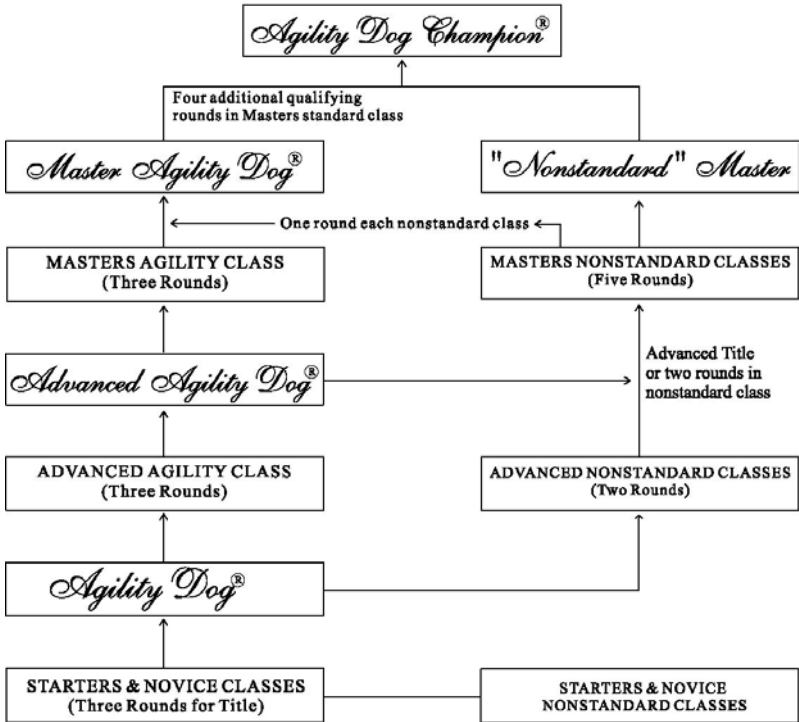 Agility Dog Champion®
Four additional qualifying
rounds in Masters standard class
Master Agility Dog®
"Nonstandard" Master
One round each nonstandard class
MASTERS AGILITY CLASS
(Three Rounds)
MASTERS NONSTANDARD CLASSES
(Five Rounds)
Advanced Agility Dog®
Advanced Title
or two rounds in
nonstandard class
ADVANCED AGILITY CLASS
(Three Rounds)
ADVANCED NONSTANDARD CLASSES
(Two Rounds)
Agility Dog®
STARTERS & NOVICE CLASSES
(Three Rounds for Title)
STARTERS & NOVICE
NONSTANDARD CLASSES